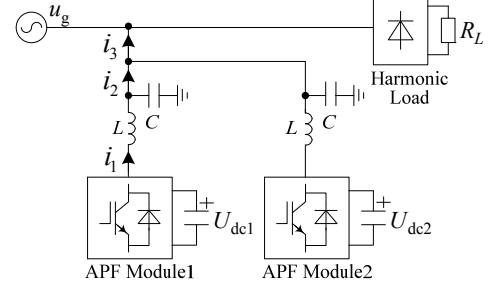 u_g
i_3
R_L
Harmonic
Load
i_2
L C
L C
i_1
+
U_dc1
+
U_dc2
APF Module1
APF Module2